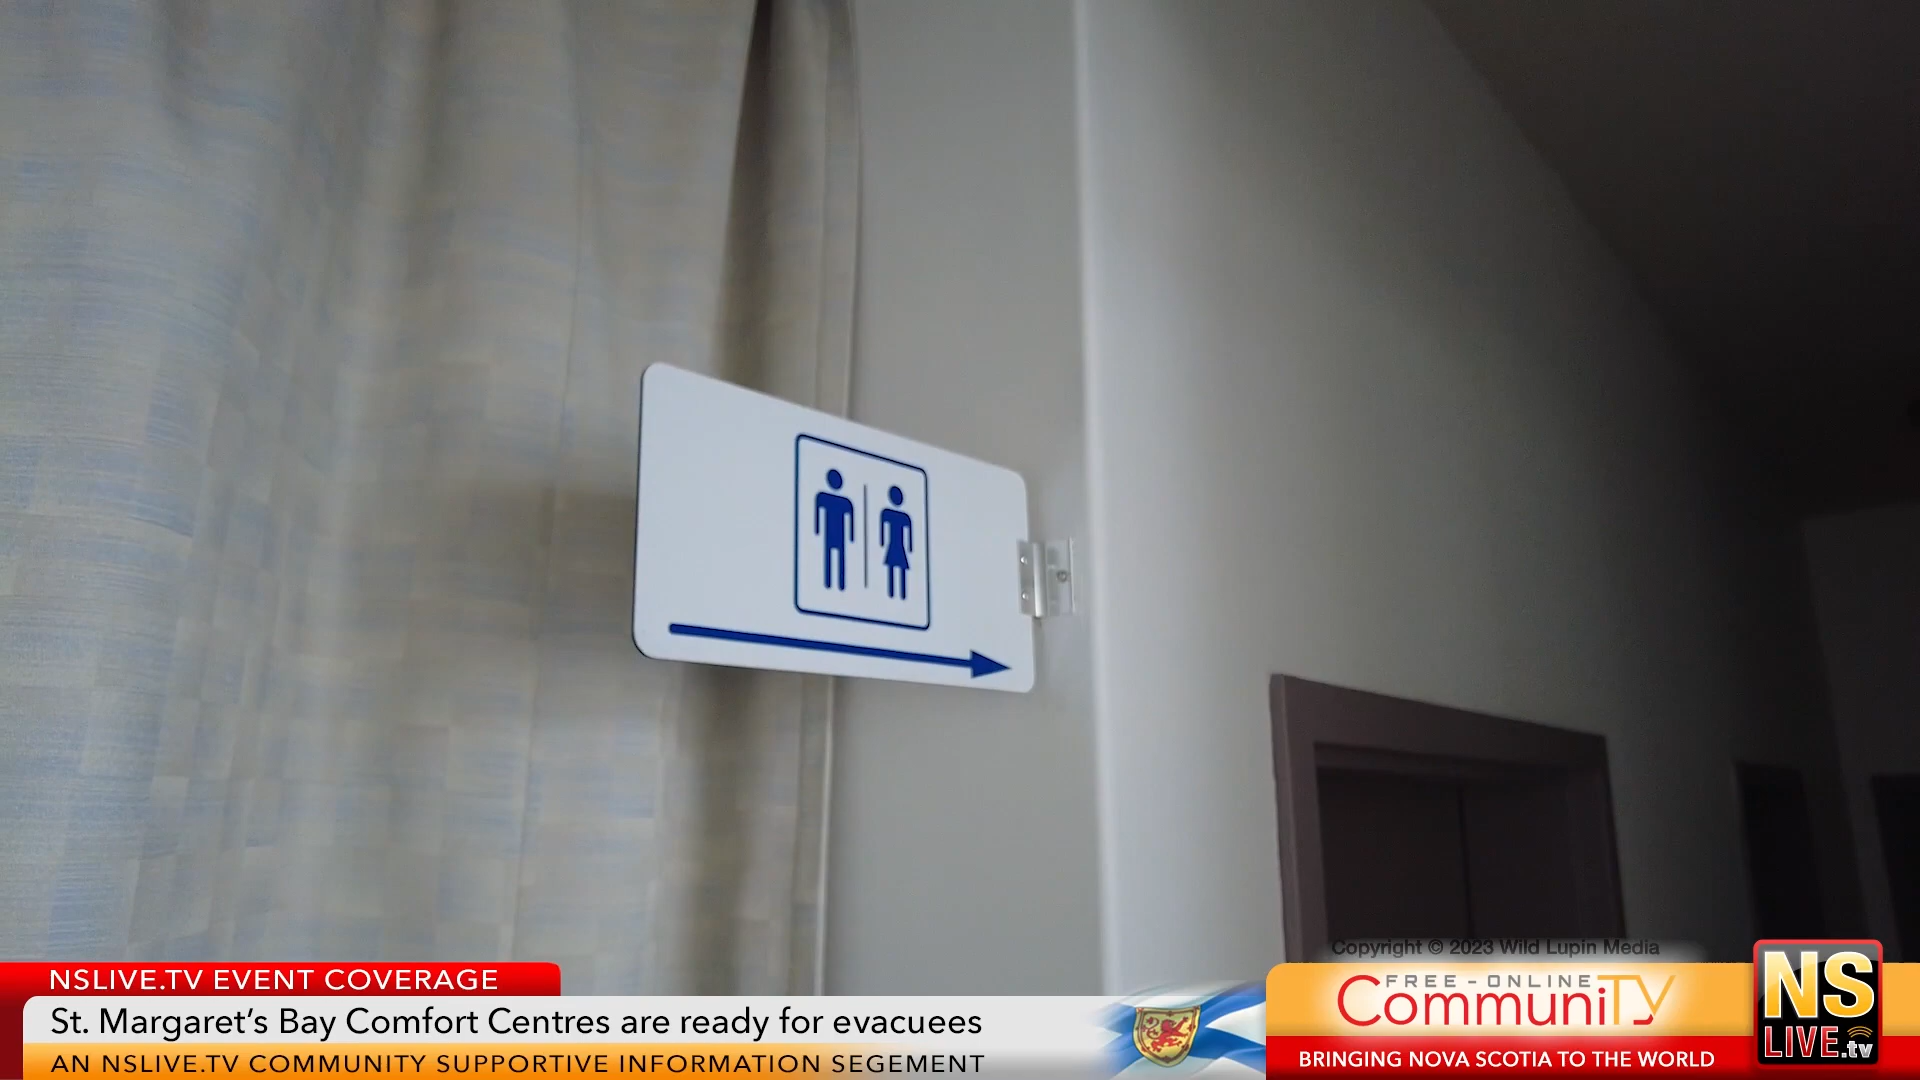 Copyright © 2023 Wild Lupin Media
NSLIVE.TV EVENT COVERAGE
St. Margaret's Bay Comfort Centres are ready for evacuees
AN NSLIVE.TV COMMUNITY SUPPORTIVE INFORMATION SEGEMENT
FREE-ONLINE
CommuniTV
BRINGING NOVA SCOTIA TO THE WORLD
NS
LIVE.tv